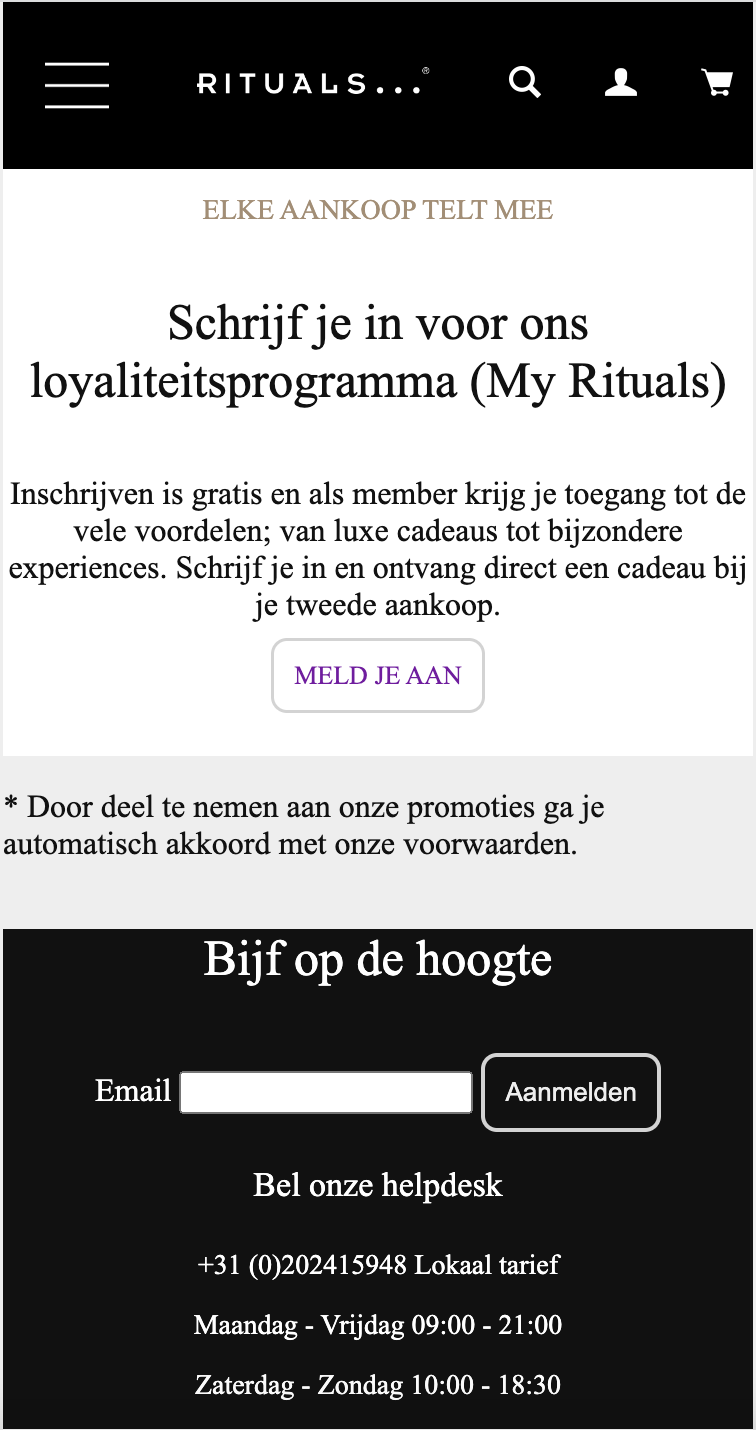 RITUALS...®
ELKE AANKOOP TELT MEE
Schrijf je in voor ons
loyaliteitsprogramma (My Rituals)
Inschrijven is gratis en als member krijg je toegang tot de
vele voordelen; van luxe cadeaus tot bijzondere
experiences. Schrijf je in en ontvang direct een cadeau bij
je tweede aankoop.
MELD JE AAN
* Door deel te nemen aan onze promoties ga je
automatisch akkoord met onze voorwaarden.
Bijf op de hoogte
Email Aanmelden
Bel onze helpdesk
+31 (0)202415948 Lokaal tarief
Maandag - Vrijdag 09:00 - 21:00
Zaterdag - Zondag 10:00 - 18:30